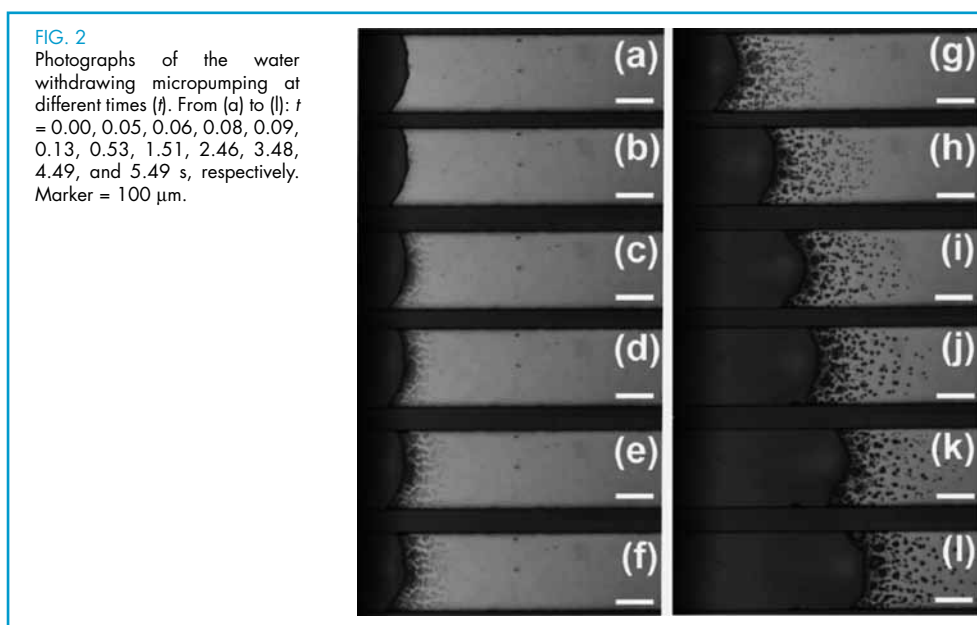 FIG. 2
Photographs of the water
withdrawing micropumping at
different times (t). From (a) to (l): t
= 0.00, 0.05, 0.06, 0.08, 0.09,
0.13, 0.53, 1.51, 2.46, 3.48,
4.49, and 5.49 s, respectively.
Marker = 100 μm.
(a)
(b)
(c)
(d)
(e)
(f)
(g)
(h)
(i)
(j)
(k)
(l)